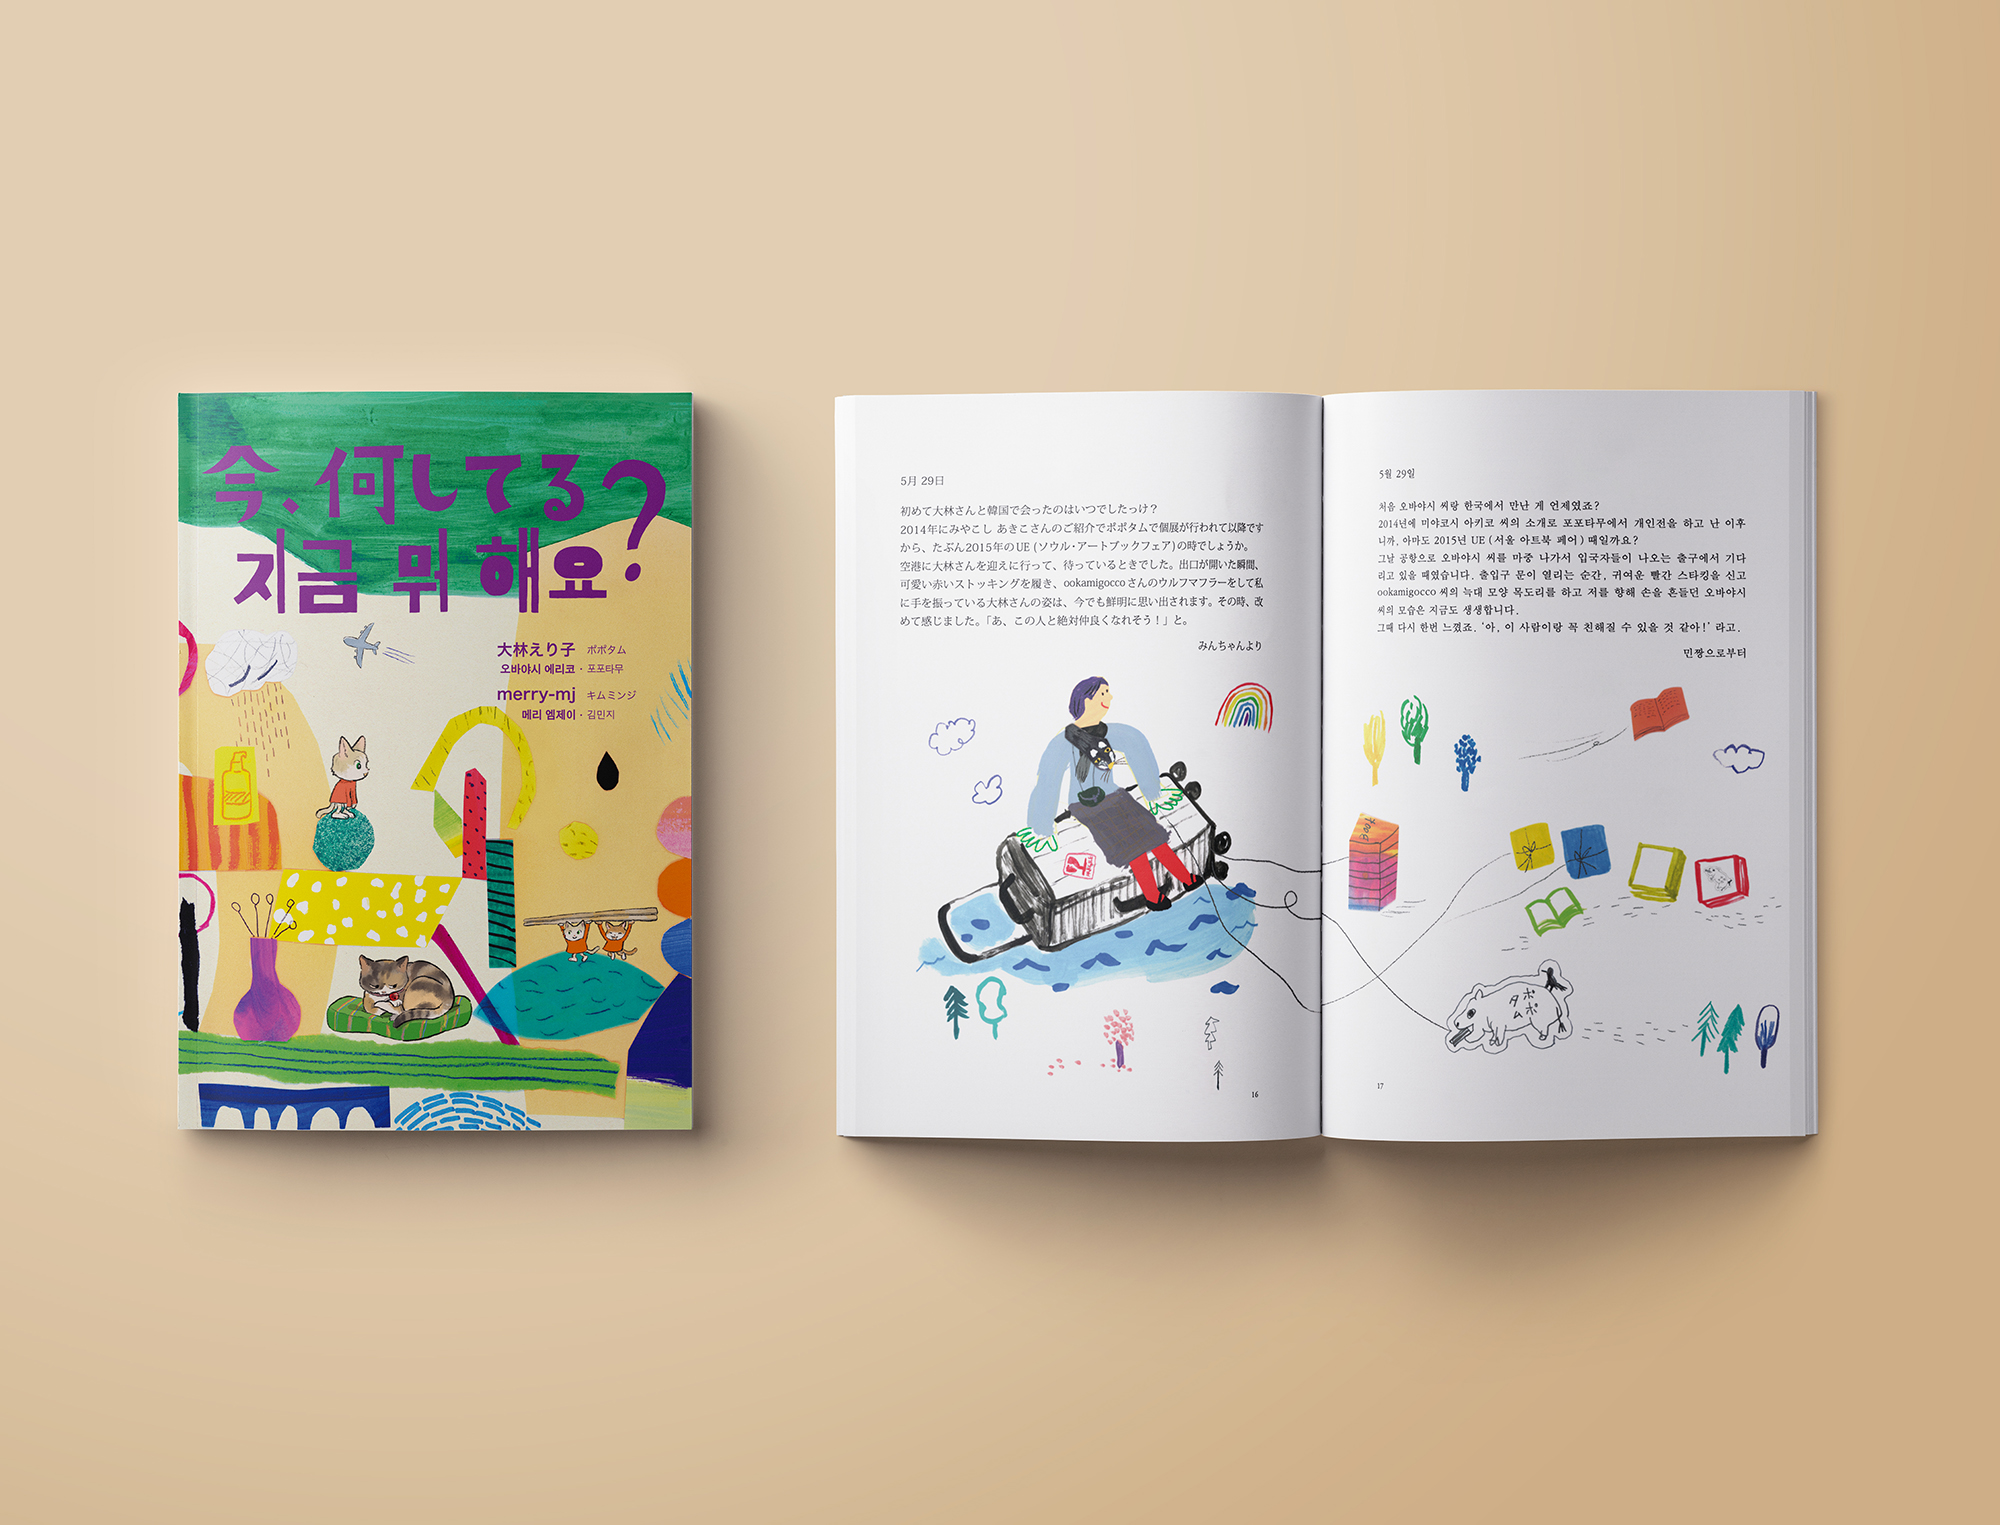 今、何してる?
지금 뭐 해요?
大林えり子 ポポタム
오바야시 에리코 · 포포타무
merry-mj キムミンジ
메리 엠제이 · 김민지
5月 29日
初めて大林さんと韓国で会ったのはいつでしたっけ？
2014年にみやこし あきこさんのご紹介でポポタムで個展が行われて以降です
から、たぶん2015年のUE (ソウル・アートブックフェア)の時でしょうか。
空港に大林さんを迎えに行って、待っているときでした。出口が開いた瞬間、
可愛い赤いストッキングを履き、ookamigoccoさんのウルフマフラーをして私
に手を振っている大林さんの姿は、今でも鮮明に思い出されます。その時、改
めて感じました。「あ、この人と絶対仲良くなれそう！」と。
みんちゃんより
16
5월 29일
처음 오바야시 씨랑 한국에서 만난 게 언제였죠?
2014년에 미야코시 아키코 씨의 소개로 포포타무에서 개인전을 하고 난 이후
니까, 아마도 2015년 UE (서울 아트북 페어) 때일까요?
그날 공항으로 오바야시 씨를 마중 나가서 입국자들이 나오는 출구에서 기다
리고 있을 때였습니다. 출입구 문이 열리는 순간, 귀여운 빨간 스타킹을 신고
ookamigocco 씨의 늑대 모양 목도리를 하고 저를 향해 손을 흔들던 오바야시
씨의 모습은 지금도 생생합니다.
그때 다시 한번 느꼈죠. '아, 이 사람이랑 꼭 친해질 수 있을 것 같아!' 라고.
민짱으로부터
ポポタム
17